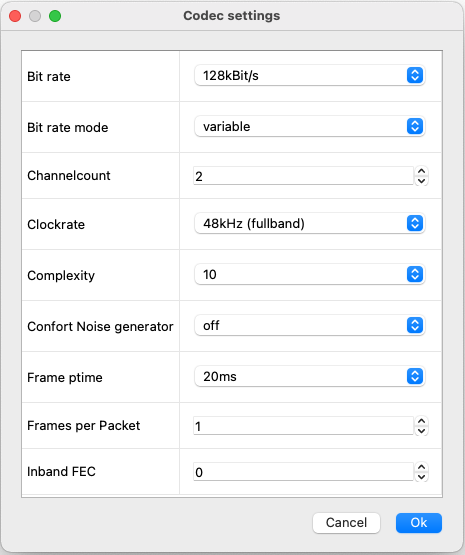 Codec settings
Bit rate 128kBit/s
Bit rate mode variable
Channelcount 2
Clockrate 48kHz (fullband)
Complexity 10
Confort Noise generator off
Frame ptime 20ms
Frames per Packet 1
Inband FEC 0
Cancel Ok